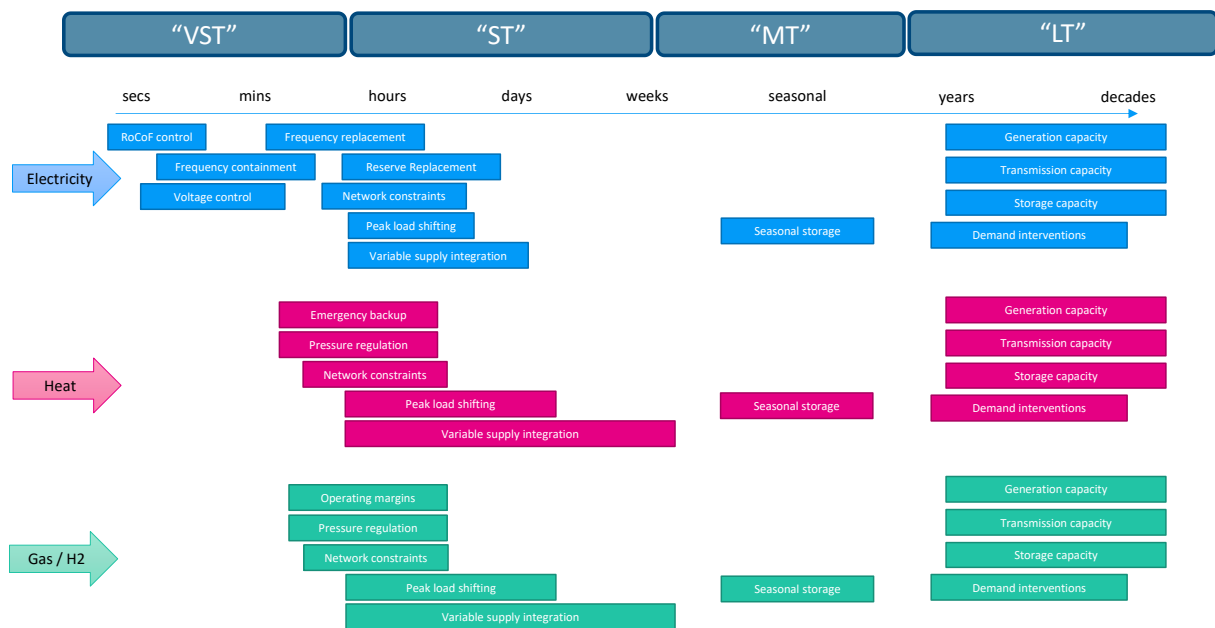 “VST”
“ST”
“MT”
“LT”
secs
mins
hours
days
weeks
seasonal
years
decades
Electricity
RoCoF control
Frequency replacement
Generation capacity
Frequency containment
Reserve Replacement
Transmission capacity
Voltage control
Network constraints
Storage capacity
Peak load shifting
Seasonal storage
Demand interventions
Variable supply integration
Heat
Emergency backup
Generation capacity
Pressure regulation
Transmission capacity
Network constraints
Storage capacity
Peak load shifting
Seasonal storage
Demand interventions
Variable supply integration
Gas / H2
Operating margins
Generation capacity
Pressure regulation
Transmission capacity
Network constraints
Storage capacity
Peak load shifting
Seasonal storage
Demand interventions
Variable supply integration